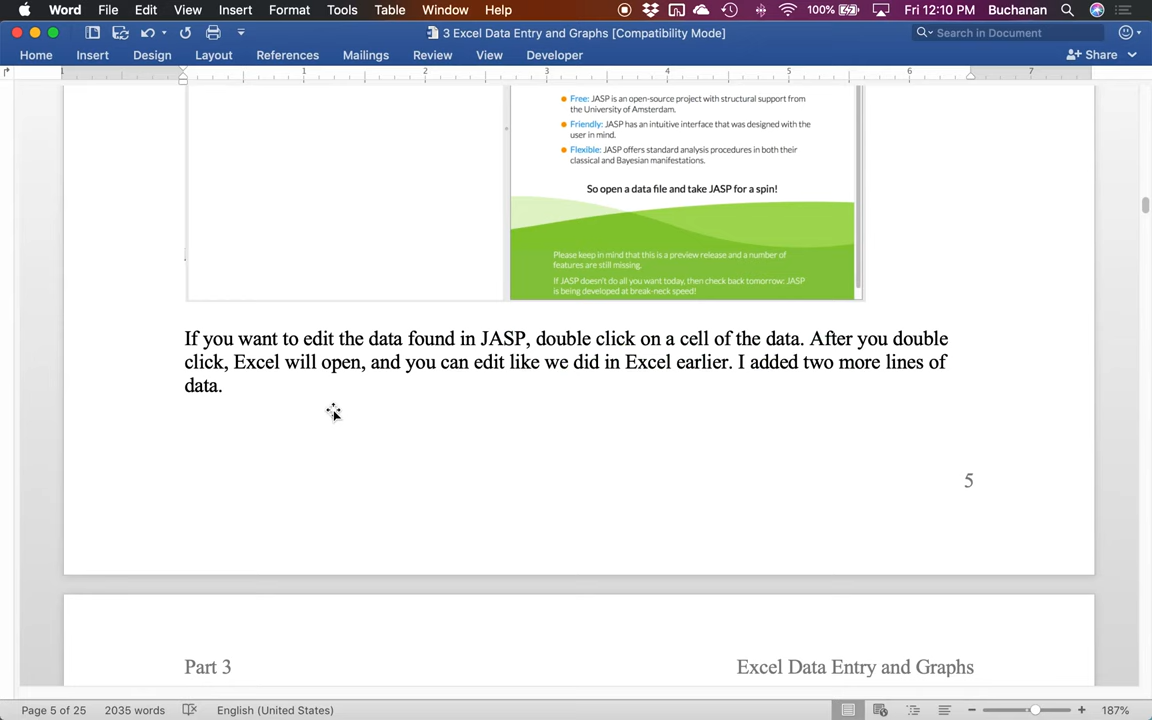 Word File Edit View Insert Format Tools Table Window Help 100% Fri 12:10 PM Buchanan
3 Excel Data Entry and Graphs [Compatibility Mode] Search in Document
Home Insert Design Layout References Mailings Review View Developer Share
1 1 2 3 4 5 6 7
Free: JASP is an open-source project with structural support from
the University of Amsterdam.
Friendly: JASP has an intuitive interface that was designed with the
user in mind.
Flexible: JASP offers standard analysis procedures in both their
classical and Bayesian manifestations.
So open a data file and take JASP for a spin!
Please keep in mind that this is a preview release and a number of
features are still missing.
If JASP doesn't do all you want today, then check back tomorrow: JASP
is being developed at break-neck speed!
If you want to edit the data found in JASP, double click on a cell of the data. After you double
click, Excel will open, and you can edit like we did in Excel earlier. I added two more lines of
data.
5
Part 3 Excel Data Entry and Graphs
Page 5 of 25 2035 words English (United States) 187%